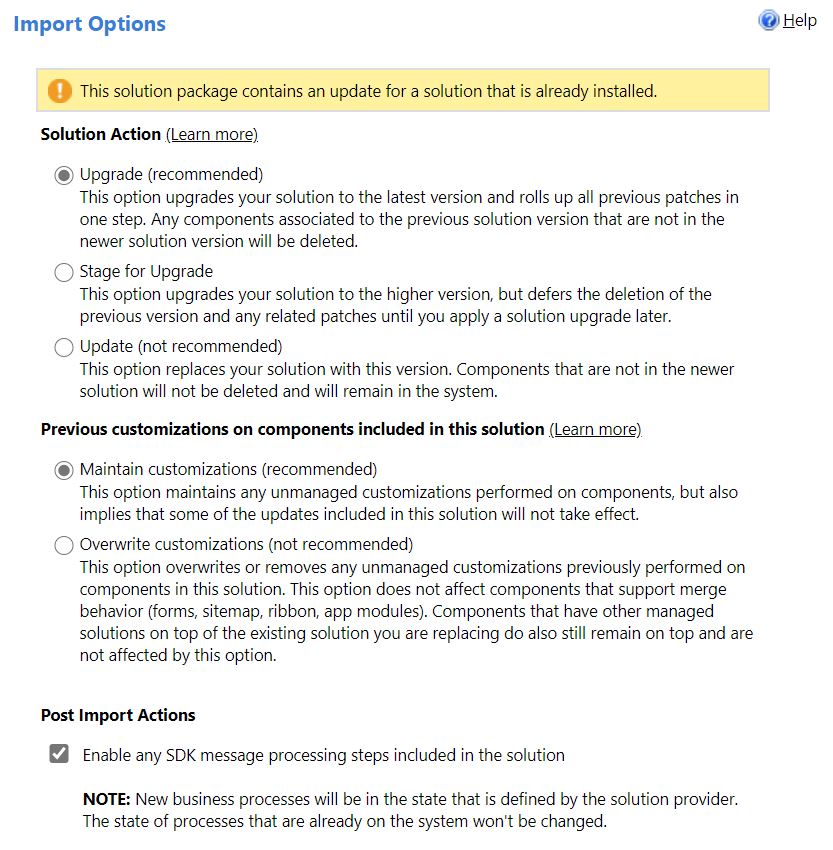 Import Options
Help
This solution package contains an update for a solution that is already installed.
Solution Action (Learn more)
Upgrade (recommended)
This option upgrades your solution to the latest version and rolls up all previous patches in
one step. Any components associated to the previous solution version that are not in the
newer solution version will be deleted.
Stage for Upgrade
This option upgrades your solution to the higher version, but defers the deletion of the
previous version and any related patches until you apply a solution upgrade later.
Update (not recommended)
This option replaces your solution with this version. Components that are not in the newer
solution will not be deleted and will remain in the system.
Previous customizations on components included in this solution (Learn more)
Maintain customizations (recommended)
This option maintains any unmanaged customizations performed on components, but also
implies that some of the updates included in this solution will not take effect.
Overwrite customizations (not recommended)
This option overwrites or removes any unmanaged customizations previously performed on
components in this solution. This option does not affect components that support merge
behavior (forms, sitemap, ribbon, app modules). Components that have other managed
solutions on top of the existing solution you are replacing do also still remain on top and are
not affected by this option.
Post Import Actions
Enable any SDK message processing steps included in the solution
NOTE: New business processes will be in the state that is defined by the solution provider.
The state of processes that are already on the system won't be changed.